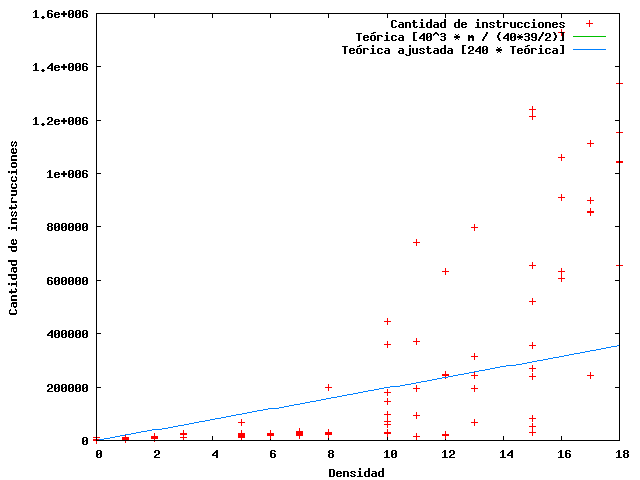 1.6e+006
1.4e+006
1.2e+006
1e+006
800000
600000
400000
200000
0
Cantidad de instrucciones
Cantidad de instrucciones
Teórica [40^3 * m / (40*39/2)]
Teórica ajustada [240 * Teórica]
0 2 4 6 8 10 12 14 16 18
Densidad